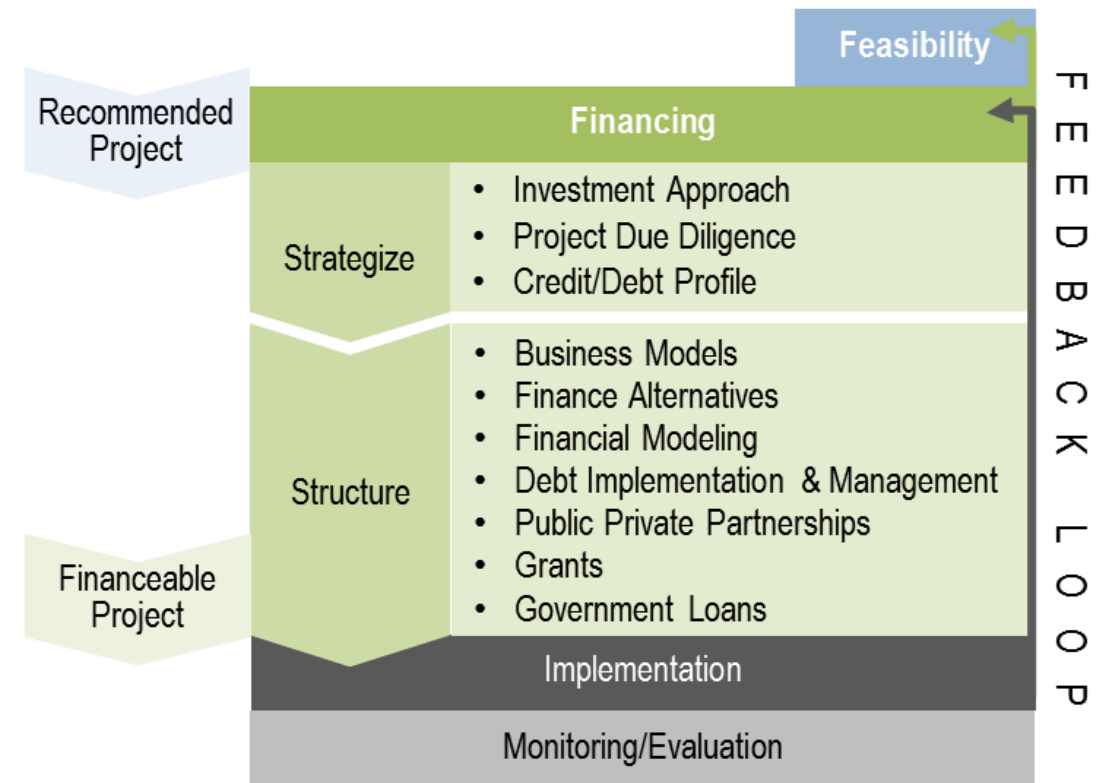 Feasibility
Recommended
Project
Financing
Strategize
• Investment Approach
• Project Due Diligence
• Credit/Debt Profile
Structure
• Business Models
• Finance Alternatives
• Financial Modeling
• Debt Implementation & Management
• Public Private Partnerships
• Grants
• Government Loans
Financeable
Project
Implementation
Monitoring/Evaluation
FEEDBACK LOOP